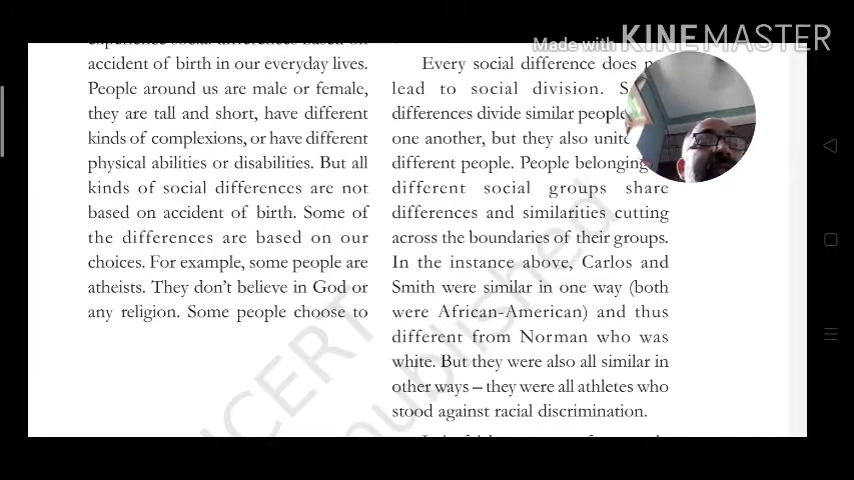 Made with KINEMASTER
experience social differences based on
accident of birth in our everyday lives.
People around us are male or female,
they are tall and short, have different
kinds of complexions, or have different
physical abilities or disabilities. But all
kinds of social differences are not
based on accident of birth. Some of
the differences are based on our
choices. For example, some people are
atheists. They don't believe in God or
any religion. Some people choose to
Every social difference does
lead to social division.
differences divide similar people
one another, but they also unite
different people. People belonging
different social groups share
differences and similarities cutting
across the boundaries of their groups.
In the instance above, Carlos and
Smith were similar in one way (both
were African-American) and thus
different from Norman who was
white. But they were also all similar in
other ways – they were all athletes who
stood against racial discrimination.
NCERT
published